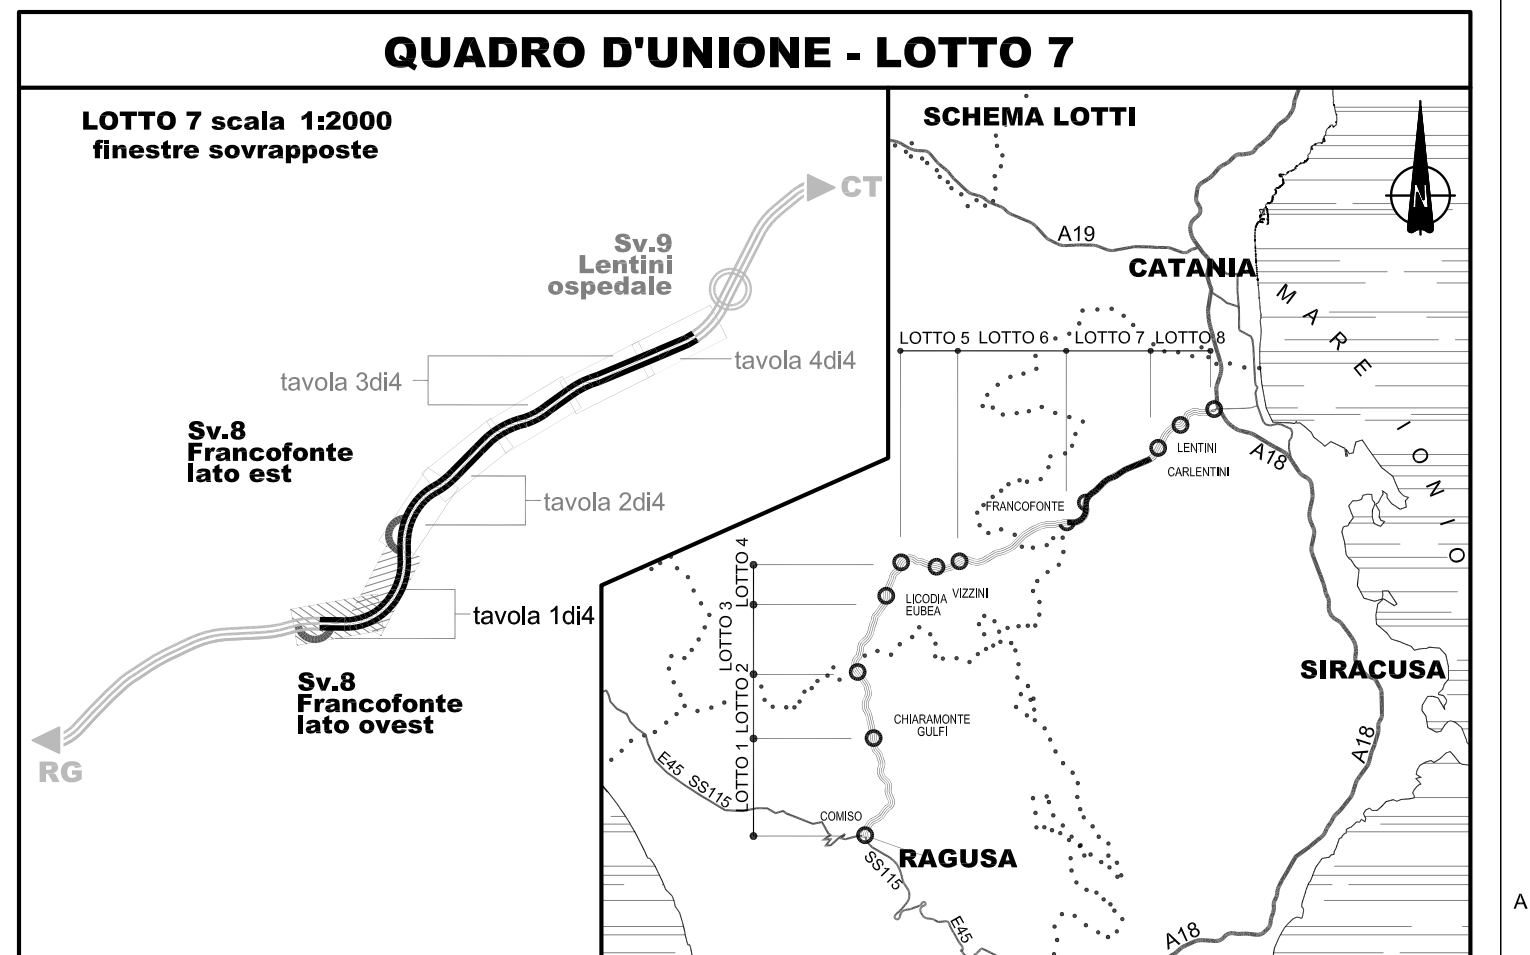 QUADRO D'UNIONE - LOTTO 7
LOTTO 7 scala 1:2000
finestre sovrapposte
CT
Sv.9
Lentini
ospedale
tavola 3di4
tavola 4di4
Sv.8
Francofonte
lato est
tavola 2di4
tavola 1di4
Sv.8
Francofonte
lato ovest
RG
SCHEMA LOTTI
N
A19
CATANIA
MARE IONIO
LOTTO 5
LOTTO 6
LOTTO 7
LOTTO 8
A18
LENTINI
CARLENTINI
FRANCOFONTE
LOTTO 4
LOTTO 3
LOTTO 2
LOTTO 1
LICODIA
EUBEA
VIZZINI
SIRACUSA
CHIARAMONTE
GULFI
A18
E45
SS115
COMISO
RAGUSA
SS115
E45
A18
A